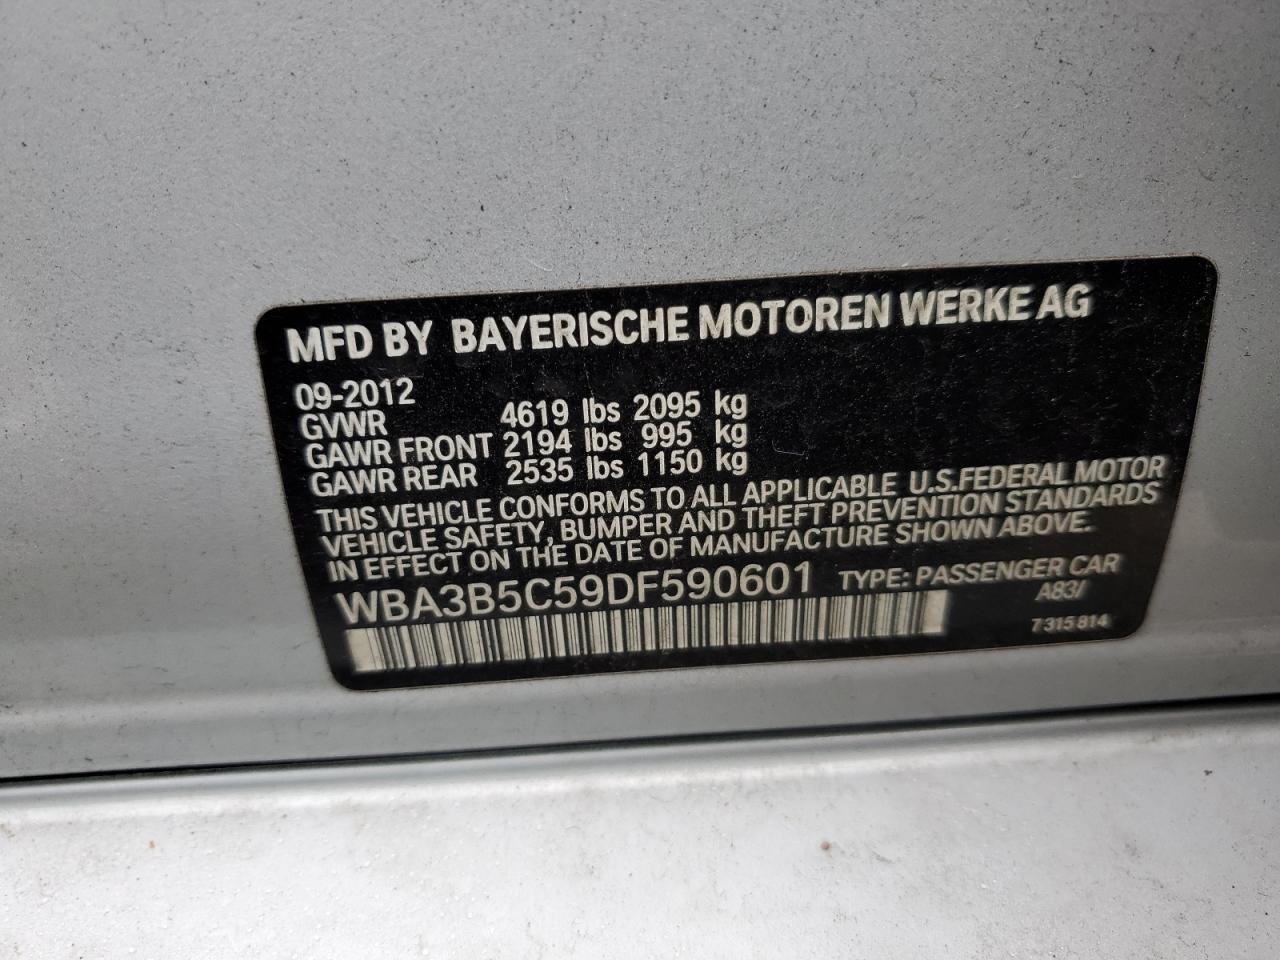 MFD BY BAYERISCHE MOTOREN WERKE AG
09-2012
GVWR 4619 lbs 2095 kg
GAWR FRONT 2194 lbs 995 kg
GAWR REAR 2535 lbs 1150 kg
THIS VEHICLE CONFORMS TO ALL APPLICABLE U.S.FEDERAL MOTOR
VEHICLE SAFETY, BUMPER AND THEFT PREVENTION STANDARDS
IN EFFECT ON THE DATE OF MANUFACTURE SHOWN ABOVE.
WBA3B5C59DF590601 TYPE: PASSENGER CAR
A83/
7 315 814